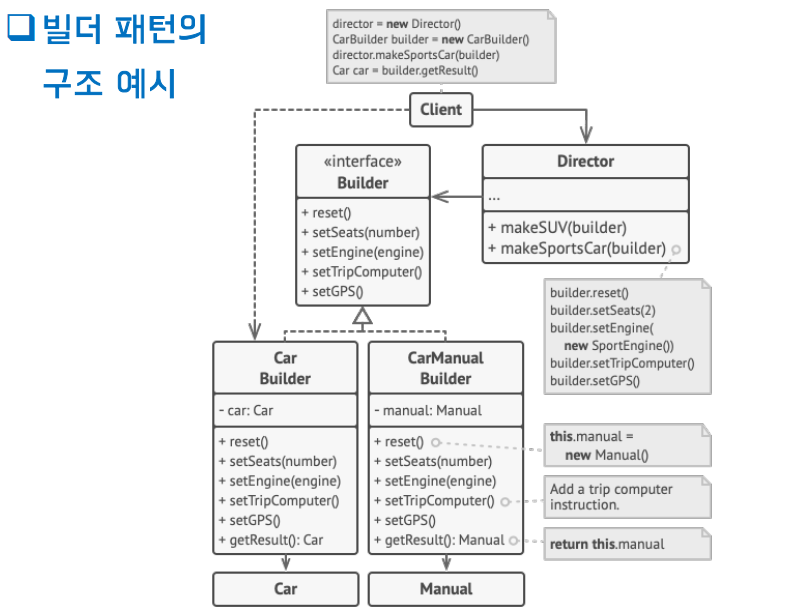 빌더 패턴의
구조 예시
director = new Director()
CarBuilder builder = new CarBuilder()
director.makeSportsCar(builder)
Car car = builder.getResult()
Client
«interface»
Builder
+ reset()
+ setSeats(number)
+ setEngine(engine)
+ setTripComputer()
+ setGPS()
Director
...
+ makeSUV(builder)
+ makeSportsCar(builder)
builder.reset()
builder.setSeats(2)
builder.setEngine(
new SportEngine())
builder.setTripComputer()
builder.setGPS()
Car
Builder
- car: Car
+ reset()
+ setSeats(number)
+ setEngine(engine)
+ setTripComputer()
+ setGPS()
+ getResult(): Car
CarManual
Builder
- manual: Manual
+ reset()
+ setSeats(number)
+ setEngine(engine)
+ setTripComputer()
+ setGPS()
+ getResult(): Manual
this.manual =
new Manual()
Add a trip computer
instruction.
return this.manual
Car
Manual